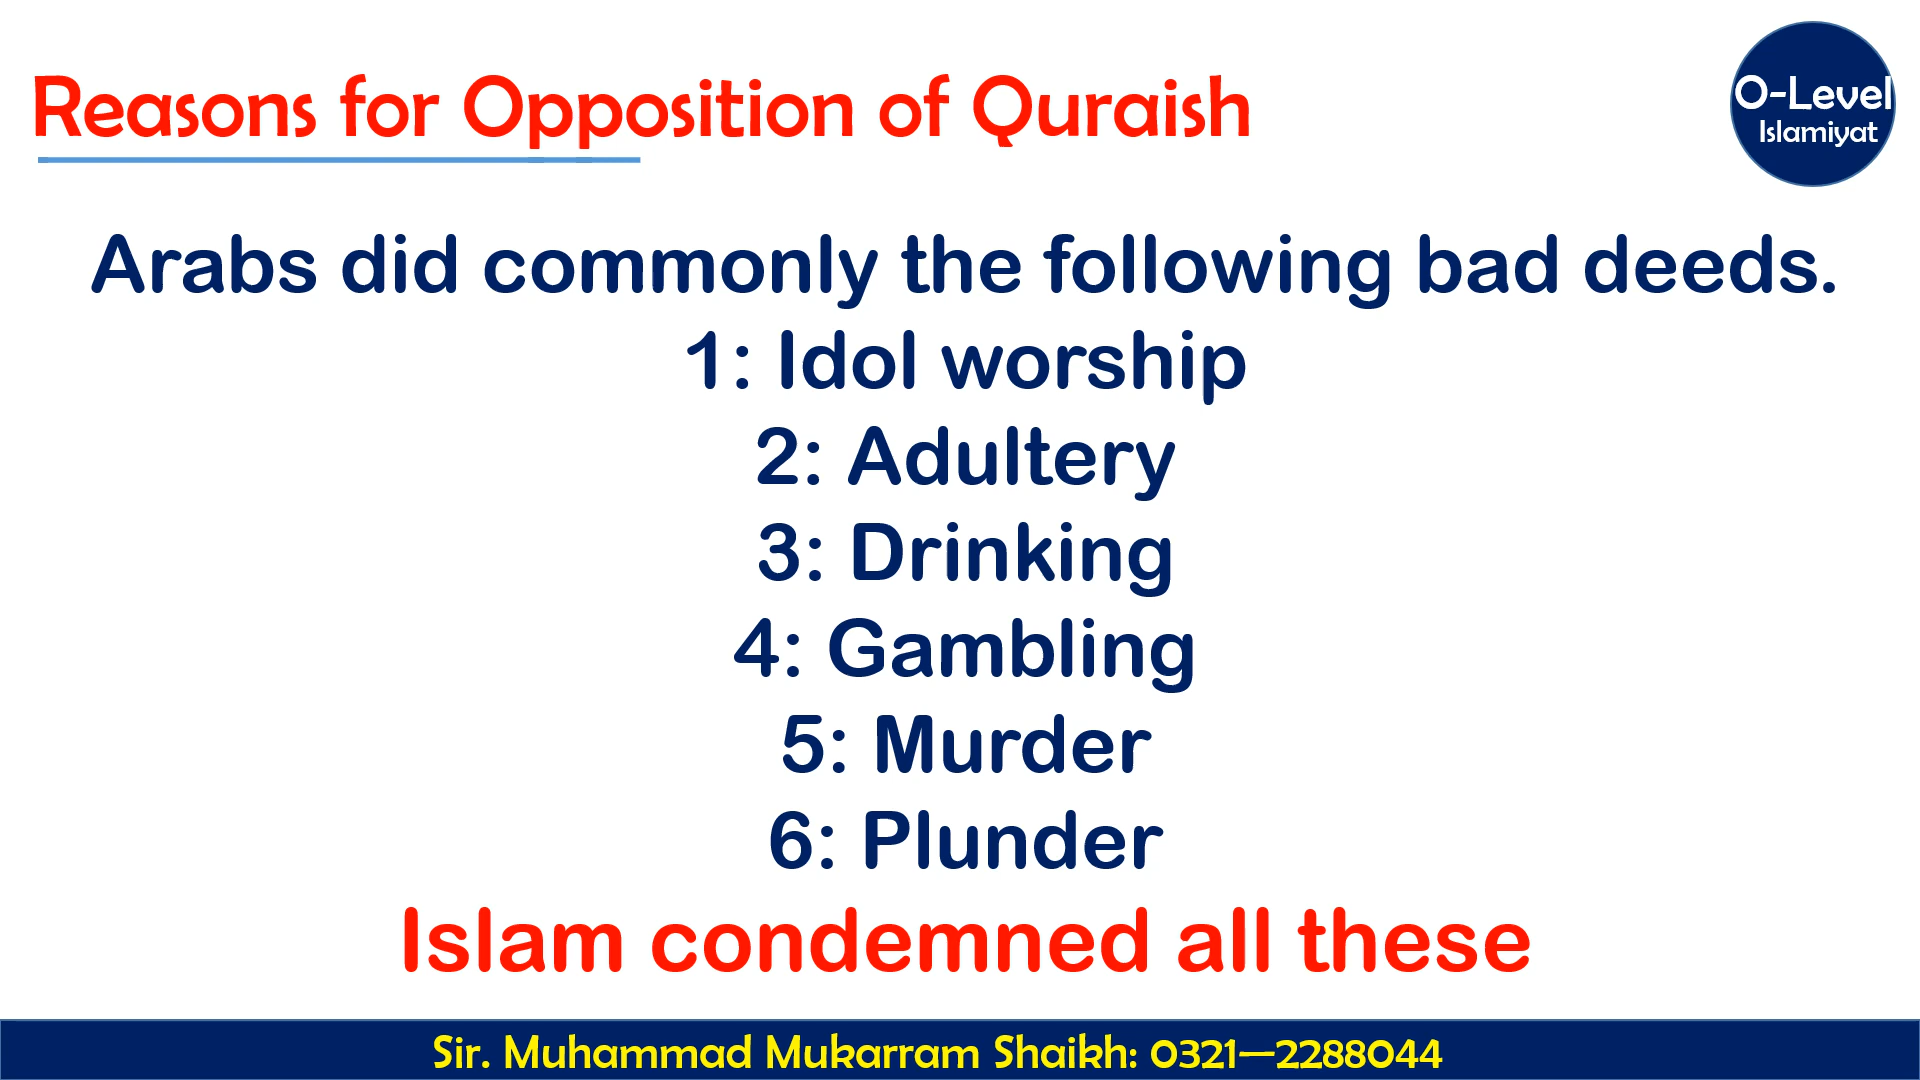 Reasons for Opposition of Quraish
O-Level
Islamiyat
Arabs did commonly the following bad deeds.
1: Idol worship
2: Adultery
3: Drinking
4: Gambling
5: Murder
6: Plunder
Islam condemned all these
Sir. Muhammad Mukarram Shaikh: 0321—2288044